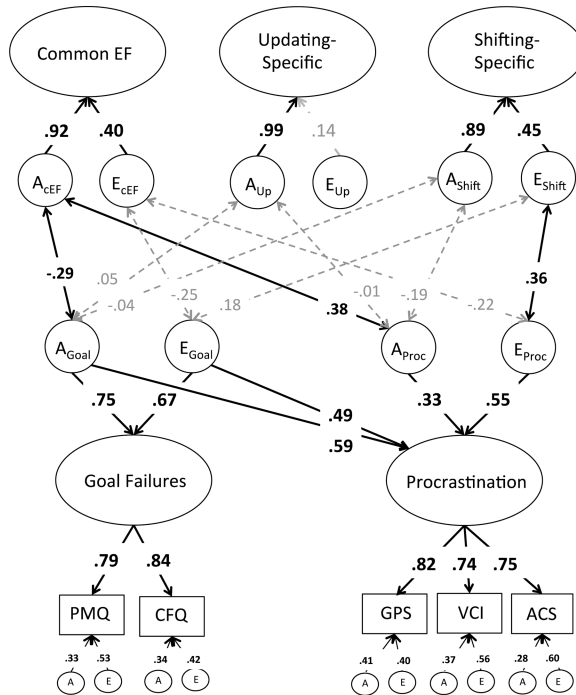 Common EF
Updating-
Specific
Shifting-
Specific
.92 .40 .99 .14 .89 .45
AcEF EcEF AUp EUp AShift EShift
-.29 .05 -.04 -.25 .18 .38 -.01 -.19 -.22 .36
AGoal EGoal AProc EProc
.75 .67 .49 .33 .55
.59
Goal Failures Procrastination
.79 .84 .82 .74 .75
PMQ CFQ GPS VCI ACS
.33 .53 .34 .42 .41 .40 .37 .56 .28 .60
A E A E A E A E A E